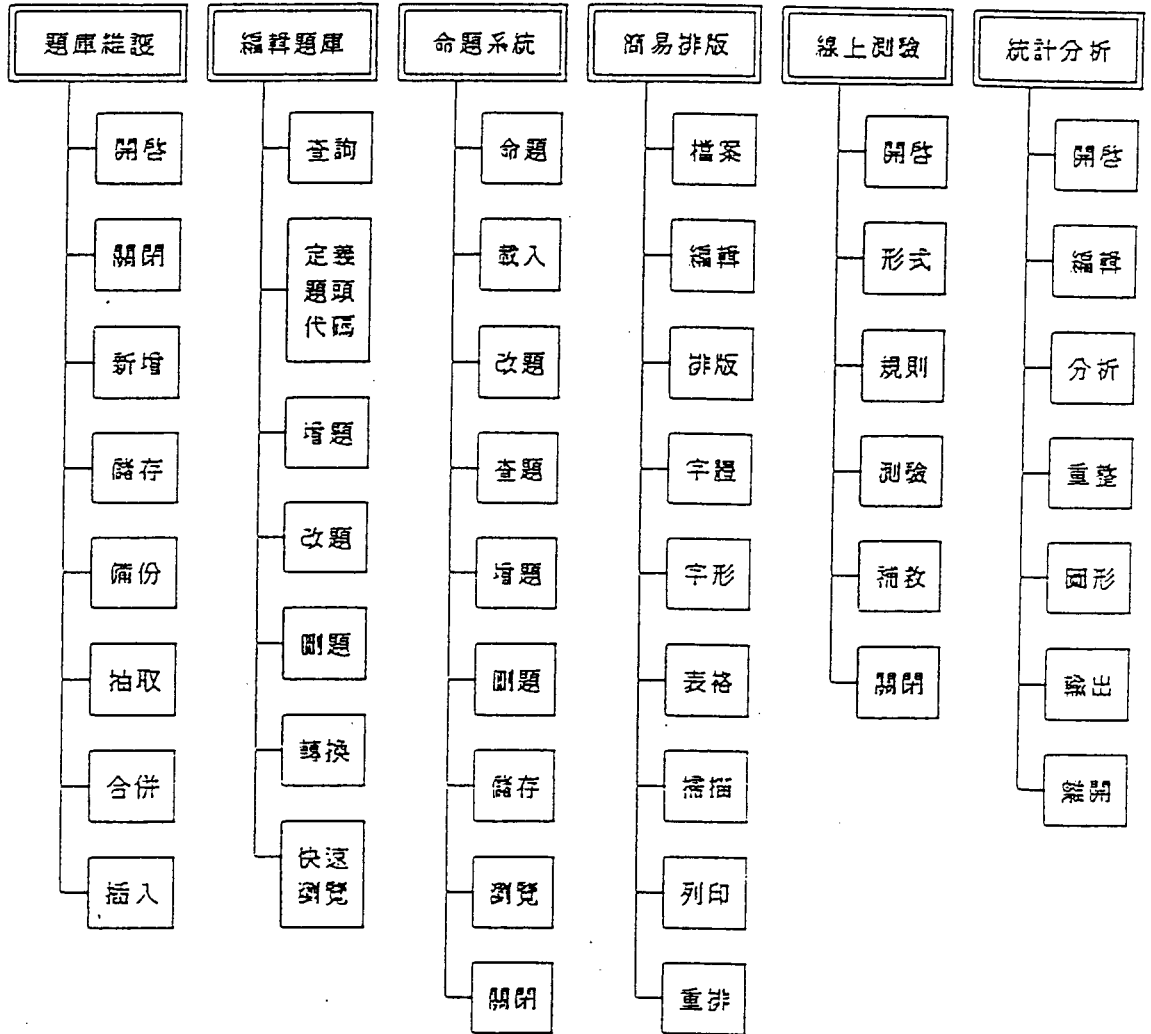 題庫維護
開啓
關閉
新增
儲存
備份
抽取
合併
插入
編輯題庫
查詢
定義
題頭
代碼
增題
改題
刪題
轉換
快速
瀏覽
命題系統
命題
載入
改題
查題
增題
刪題
儲存
瀏覽
關閉
簡易排版
檔案
編輯
排版
字體
字形
表格
掃描
列印
重排
線上測驗
開啓
形式
規則
測驗
補教
關閉
統計分析
開啓
編輯
分析
重整
圖形
輸出
離開